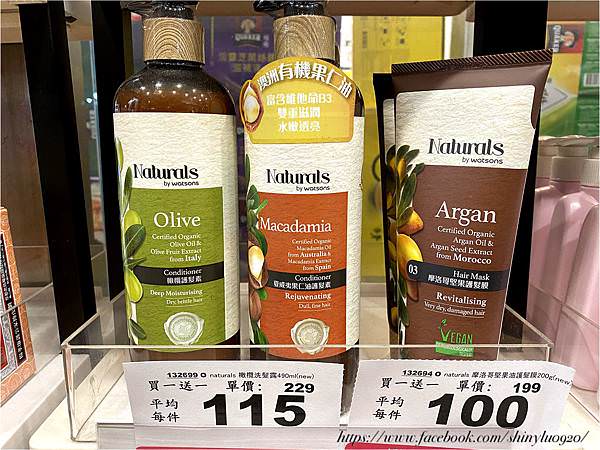 Naturals
by watsons
Olive
Certified Organic
Olive Oil &
Olive Fruit Extract
from Italy
Conditioner
橄欖護髮素
Deep Moisturising
Dry, brittle hair
澳洲有機果仁油
富含維他命B3
雙重滋潤
水嫩透亮
Naturals
by watsons
Macadamia
Certified Organic
Macadamia Oil
from Australia &
Macadamia Extract
from Spain
Conditioner
夏威夷果仁油護髮素
Rejuvenating
Dull, fine hair
Naturals
by watsons
Argan
Certified Organic
Argan Oil &
Argan Seed Extract
from Morocco
03
Hair Mask
摩洛哥堅果護髮膜
Revitalising
Very dry, damaged hair
VEGAN
132699 naturals 橄欖洗髮露490ml(new)
買一送一 單價: 229
平均
每件
115
132694 naturals 摩洛哥堅果油護髮膜200g(new)
買一送一 單價: 199
平均
每件
100
https://www.facebook.com/shinyluo920/